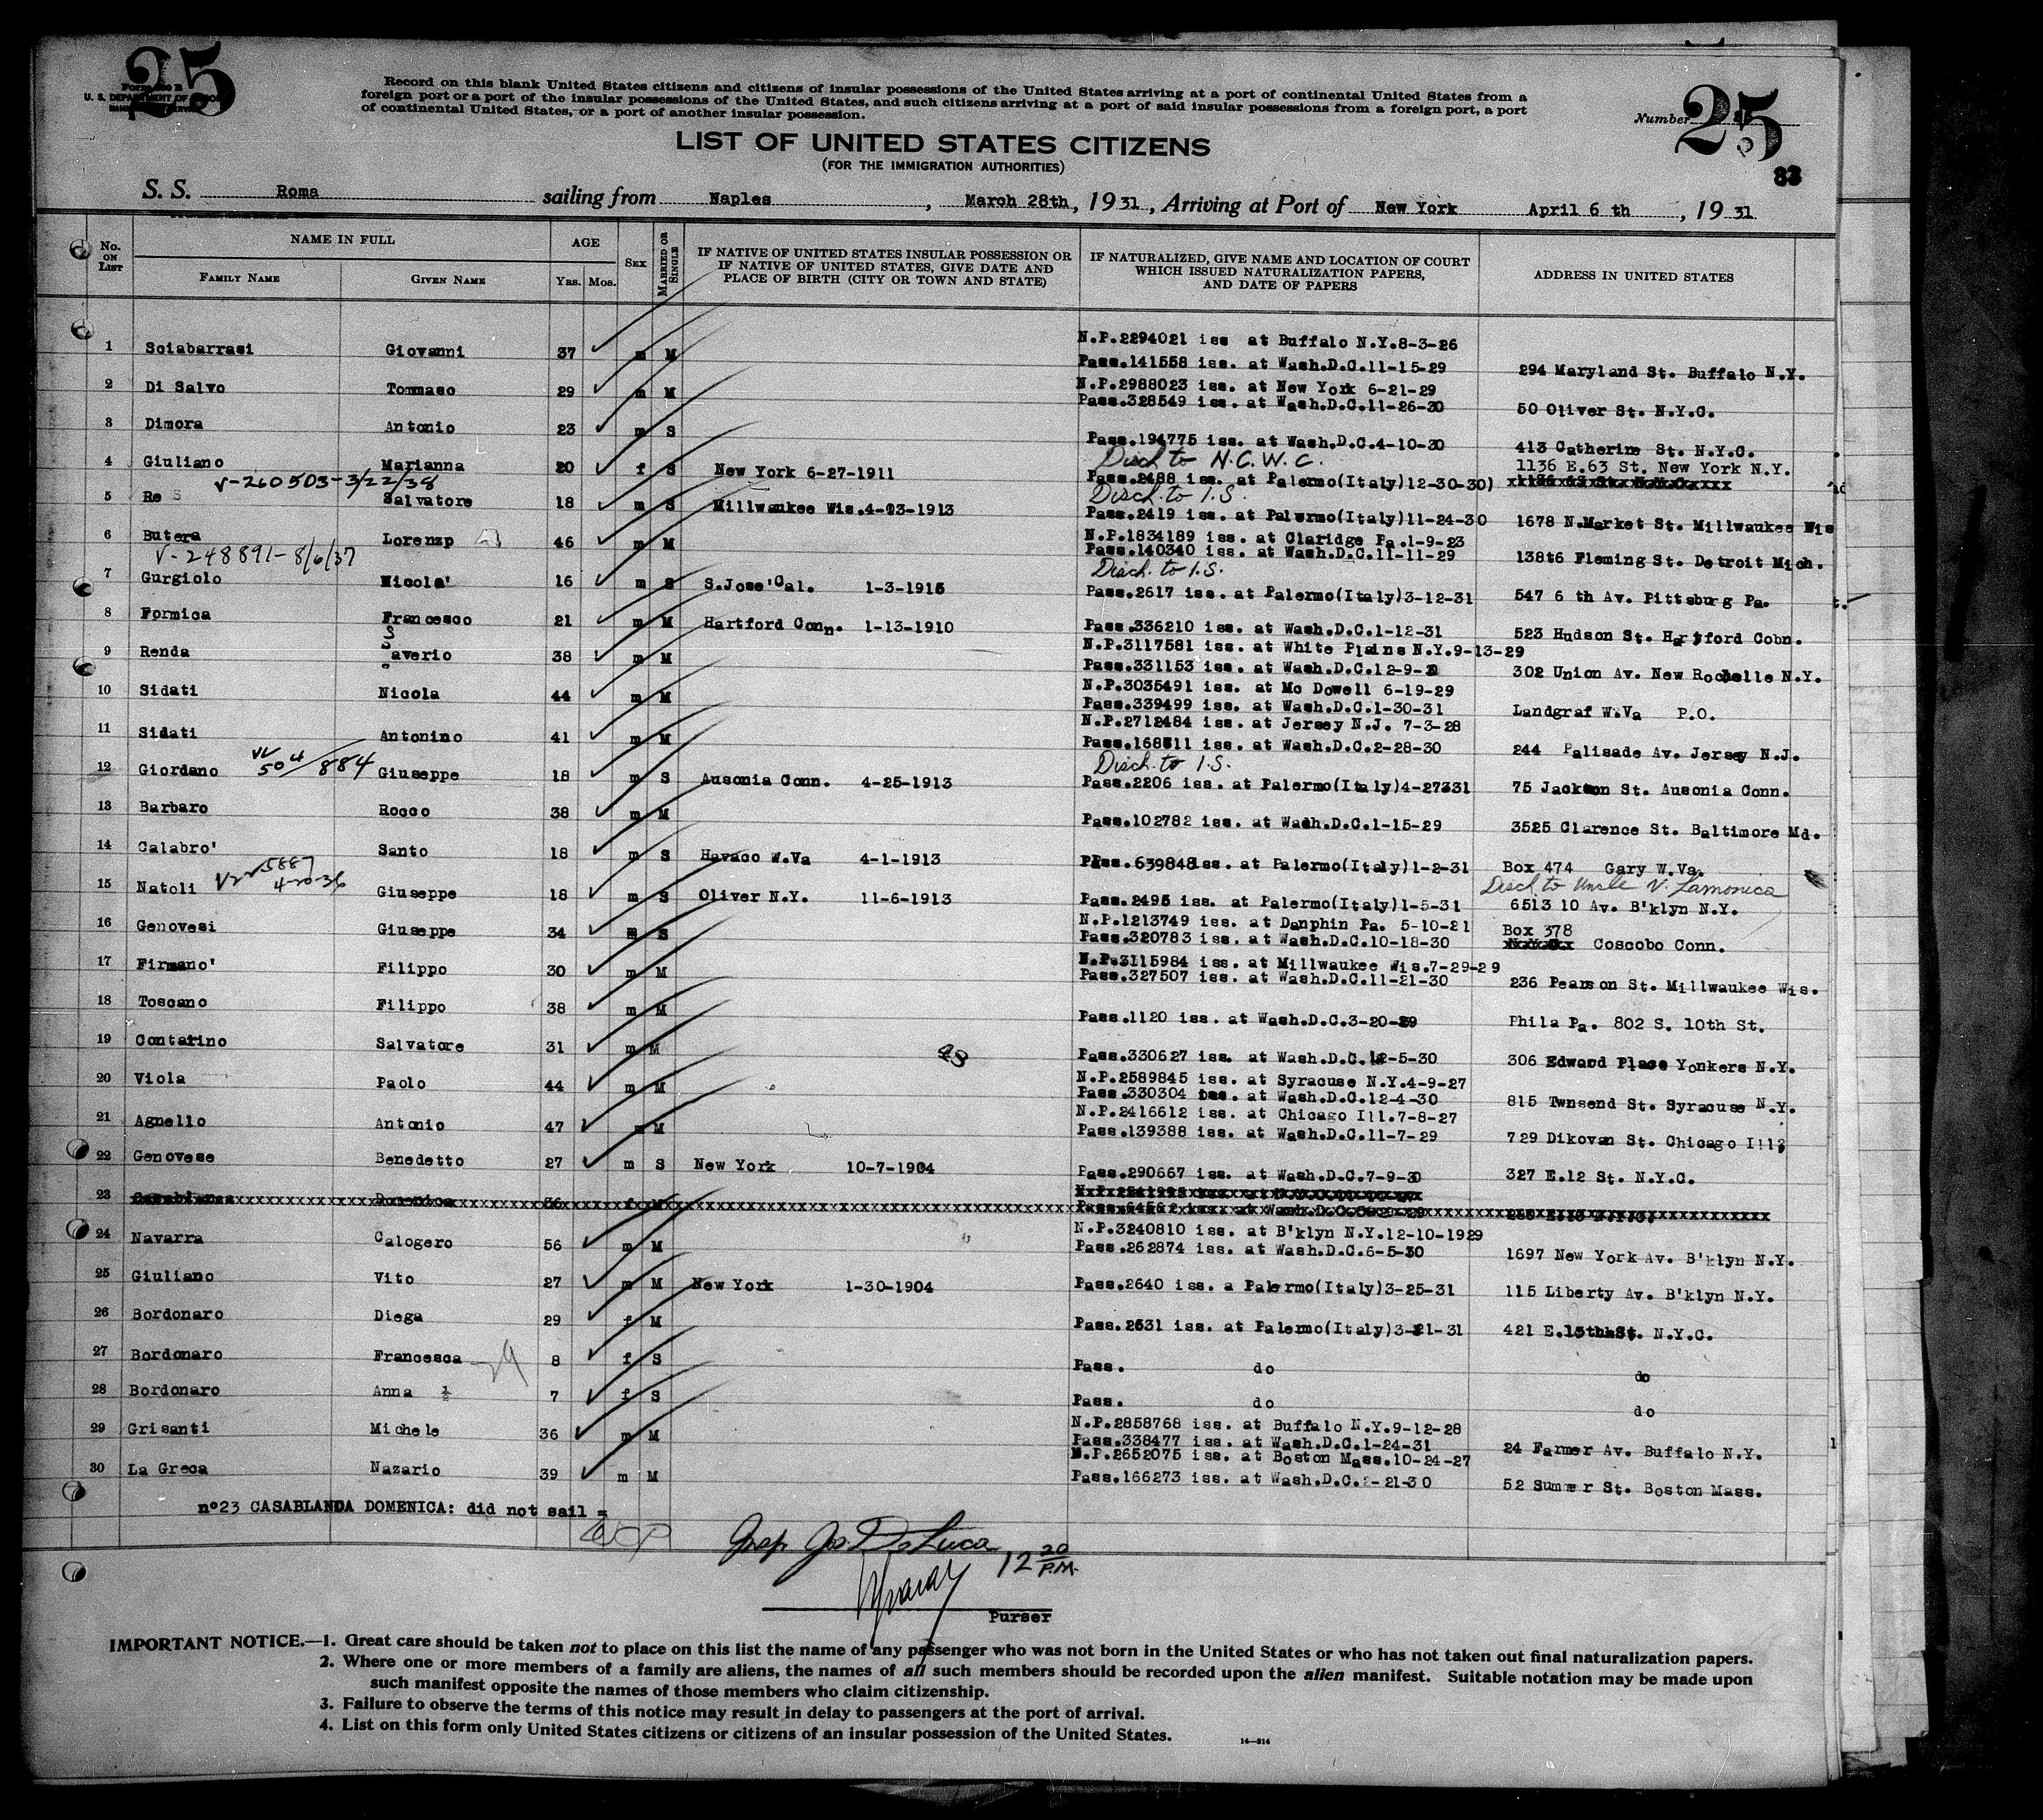 25
25
Record on this blank United States citizens and citizens of insular possessions of the United States arriving at a port of continental United States from a
foreign port or a port of the insular possessions of the United States, and such citizens arriving at a port of said insular possessions from a foreign port, a port
of continental United States, or a port of another insular possession.
Number
LIST OF UNITED STATES CITIZENS
(FOR THE IMMIGRATION AUTHORITIES)
83
S. S. Roma sailing from Naples, March 28th, 1931, Arriving at Port of New York April 6 th, 1931
No. ON LIST
NAME IN FULL
FAMILY NAME
GIVEN NAME
AGE
YRS.
MOS.
SEX
MARRIED OR SINGLE
IF NATIVE OF UNITED STATES INSULAR POSSESSION OR
IF NATIVE OF UNITED STATES, GIVE DATE AND
PLACE OF BIRTH (CITY OR TOWN AND STATE)
IF NATURALIZED, GIVE NAME AND LOCATION OF COURT
WHICH ISSUED NATURALIZATION PAPERS,
AND DATE OF PAPERS
ADDRESS IN UNITED STATES
1 Sciabarrasi Giovanni 37 m M N.P.2294021 iss at Buffalo N.Y.8-3-26
Pass.141558 iss. at Wash.D.C.11-15-29 294 Maryland St. Buffalo N.Y.
2 Di Salvo Tommaso 29 m M N.P.2988023 iss. at New York 6-21-29
Pass.328549 iss. at Wash.D.C.11-26-30 50 Oliver St. N.Y.C.
3 Dimora Antonio 23 m S Pass.194775 iss. at Wash.D.C.4-10-30 413 Catherine St. N.Y.C.
Disch to N.C.W.C.
4 Giuliano Marianna 20 f S New York 6-27-1911 Pass.2488 iss. at Palermo(Italy)12-30-30) 1136 E.63 St. New York N.Y.
V-260503-3/22/38
Disch. to I.S.
5 Re S Salvatore 18 m S Millwaukee Wis.4-13-1913 Pass.2419 iss. at Palermo(Italy)11-24-30 1678 N.Market St. Millwaukee Wis
6 Butera Lorenzp 46 m M N.P.1834189 iss. at Claridge Pa.1-9-23
Pass.140340 iss. at Wash.D.C.11-11-29 13846 Fleming St. Detroit Mich.
V-248891-8/6/37
Disch. to I.S.
7 Gurgiolo Nicola' 16 m S S.Jose'Cal. 1-3-1915 Pass.2617 iss. at Palermo(Italy)3-12-31 547 6 th Av. Pittsburg Pa.
8 Formica Francesco 21 m M Hartford Conn. 1-13-1910 Pass.336210 iss. at Wash.D.C.1-12-31 523 Hudson St. Hartford Cobn.
9 Renda Saverio 38 m M N.P.3117581 iss. at White Plains N.Y.9-13-29
Pass.331153 iss. at Wash.D.C.12-9- 302 Union Av. New Rochelle N.Y.
10 Sidati Nicola 44 m M N.P.3035491 iss. at Mc Dowell 6-19-29
Pass.339499 iss. at Wash.D.C.1-30-31 Landgraf W.Va P.O.
11 Sidati Antonino 41 m M N.P.2712484 iss. at Jersey N.J. 7-3-28
Pass.168511 iss. at Wash.D.C.2-28-30 244 Palisade Av. Jersey N.J.
504/884
Disch. to I.S.
12 Giordano Giuseppe 18 m S Ausonia Conn. 4-25-1913 Pass.2206 iss. at Palermo(Italy)4-27331 75 Jackson St. Ausonia Conn.
13 Barbaro Rocco 38 m M Pass.102782 iss. at Wash.D.C.1-15-29 3525 Clarence St. Baltimore Md.
14 Calabro' Santo 18 m S Havaco W.Va 4-1-1913 Pass.639848iss. at Palermo(Italy)1-2-31 Box 474 Gary W.Va.
4-20-36
Disch to Uncle V. Lamonica
15 Natoli Giuseppe 18 m S Oliver N.Y. 11-6-1913 Pass.2495 iss. at Palermo(Italy)1-5-31 6513 10 Av. B'klyn N.Y.
16 Genovesi Giuseppe 34 m S N.P.1213749 iss. at Danphin Pa. 5-10-21 Box 378
Pass.320783 iss. at Wash.D.C.10-18-30 Coscobo Conn.
17 Firmano' Filippo 30 m M N.P.3115984 iss. at Millwaukee Wis.7-29-29
Pass.327507 iss. at Wash.D.C.11-21-30 236 Pearson St. Millwaukee Wis.
18 Toscano Filippo 38 m M Pass.1120 iss. at Wash.D.C.3-20-29 Phila Pa. 802 S. 10th St.
19 Contarino Salvatore 31 m M 48 Pass.330627 iss. at Wash.D.C.12-5-30 306 Edward Place Yonkers N.Y.
20 Viola Paolo 44 m M N.P.2589845 iss. at Syracuse N.Y.4-9-27
Pass.330304 iss. at Wash.D.C.12-4-30 815 Twnsend St. Syracuse N.Y.
21 Agnello Antonio 47 m M N.P.2416612 iss. at Chicago Ill.7-8-27
Pass.139388 iss. at Wash.D.C.11-7-29 729 Dikovan St. Chicago Ill
22 Genovese Benedetto 27 m S New York 10-7-1904 Pass.290667 iss. at Wash.D.C.7-9-30 327 E.12 St. N.Y.C.
23 Casablanca Domenica 36 f M
24 Navarra Calogero 56 m M N.P.3240810 iss. at B'klyn N.Y.12-10-1929
Pass.262874 iss. at Wash.D.C.6-5-30 1697 New York Av. B'klyn N.Y.
25 Giuliano Vito 27 m M New York 1-30-1904 Pass.2640 iss. a Palermo(Italy)3-25-31 115 Liberty Av. B'klyn N.Y.
26 Bordonaro Diega 29 f M Pass.2631 iss. at Palermo(Italy)3-21-31 421 E.13thSt. N.Y.C.
27 Bordonaro Francesca 8 f S Pass. do do
28 Bordonaro Anna 7 f S Pass. do do
29 Grisanti Michele 36 m M N.P.2858768 iss. at Buffalo N.Y.9-12-28
Pass.338477 iss. at Wash.D.C.1-24-31 24 Farmer Av. Buffalo N.Y.
30 La Greca Nazario 39 m M N.P.2652075 iss. at Boston Mass.10-24-27
Pass.166273 iss. at Wash.D.C.2-21-30 52 Summer St. Boston Mass.
n°23 CASABLANDA DOMENICA: did not sail =
Insp Jos. DeLuca 12 20 P.M.
Purser
IMPORTANT NOTICE.—1. Great care should be taken not to place on this list the name of any passenger who was not born in the United States or who has not taken out final naturalization papers.
2. Where one or more members of a family are aliens, the names of all such members should be recorded upon the alien manifest. Suitable notation may be made upon
such manifest opposite the names of those members who claim citizenship.
3. Failure to observe the terms of this notice may result in delay to passengers at the port of arrival.
4. List on this form only United States citizens or citizens of an insular possession of the United States.
14—214